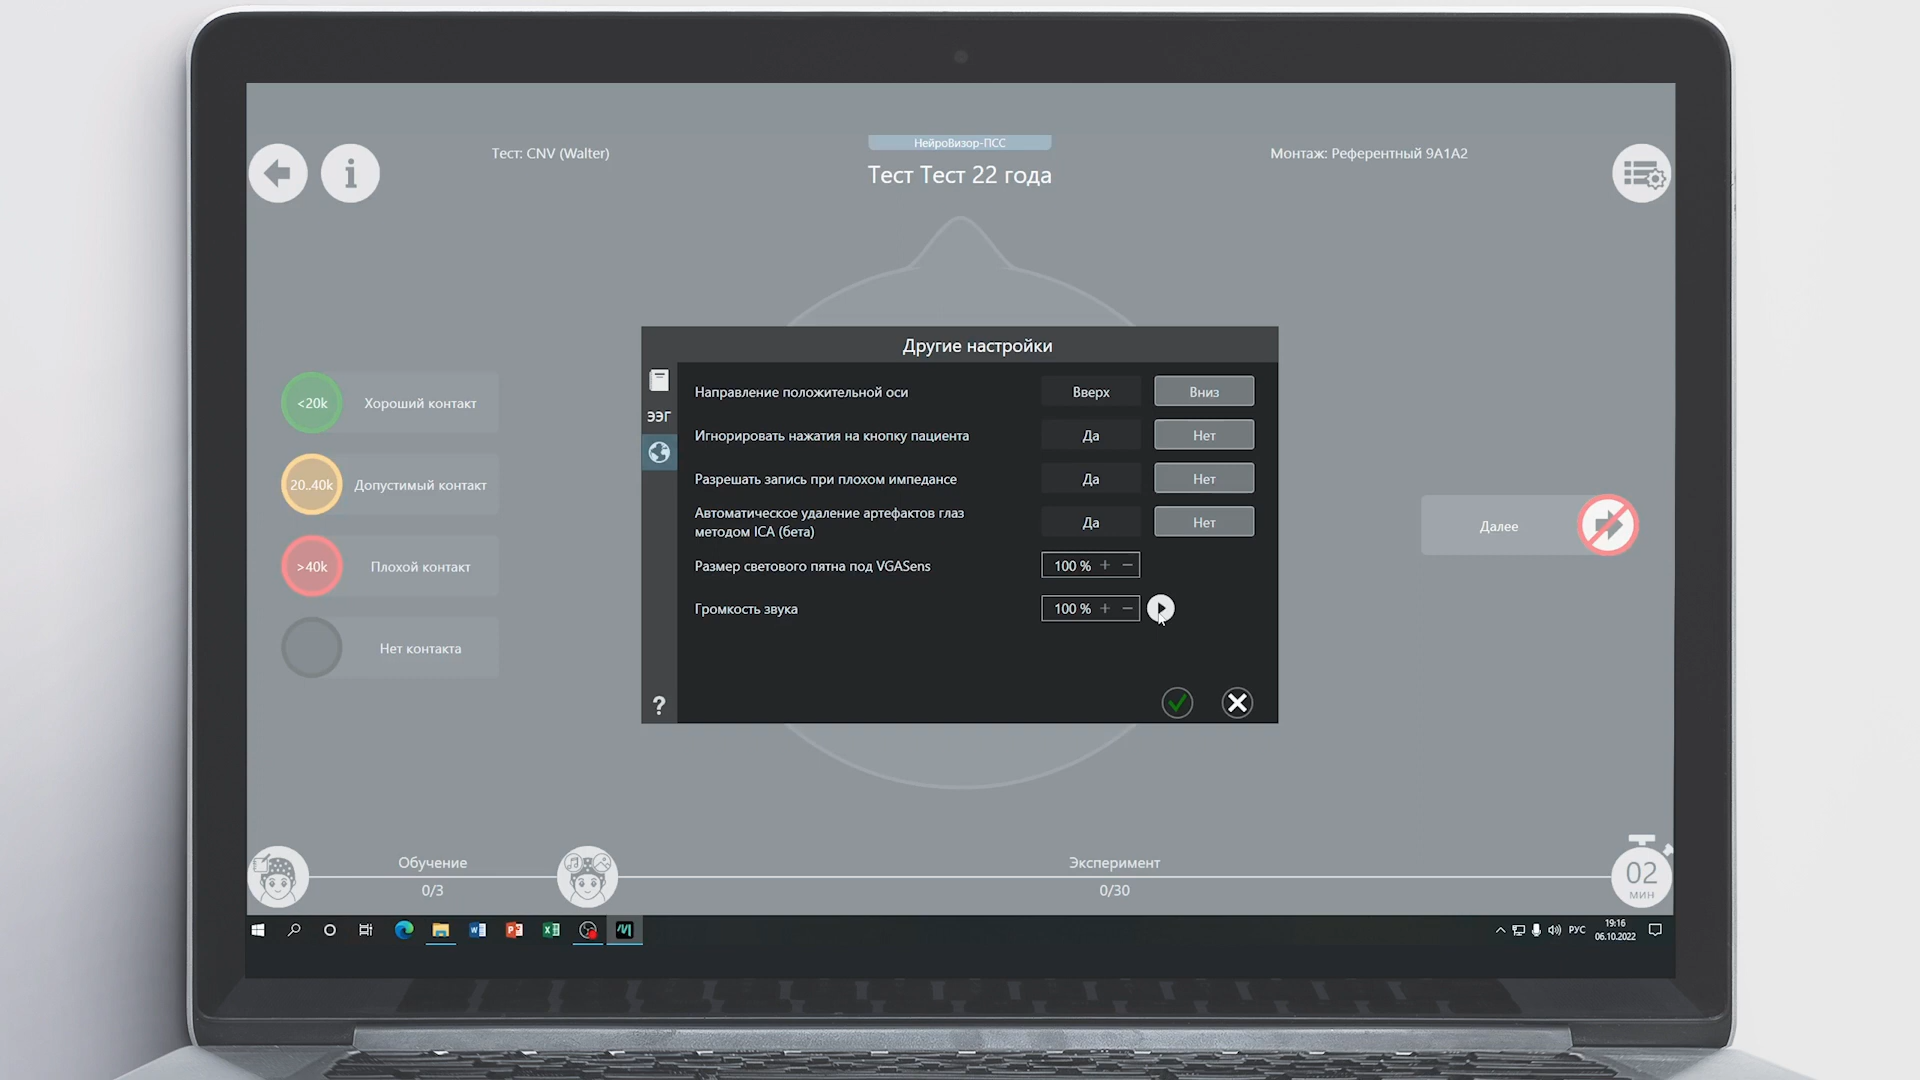 НейроВизор-ПСС
Тест: CNV (Walter)
Тест Тест 22 года
Монтаж: Референтный 9A1A2
Другие настройки
Направление положительной оси
Вверх
Вниз
ЭЭГ
Игнорировать нажатия на кнопку пациента
Да
Нет
Разрешать запись при плохом импедансе
Да
Нет
Автоматическое удаление артефактов глаз
методом ICA (бета)
Да
Нет
Размер светового пятна под VGASens
100 % + −
Громкость звука
100 % + −
?
<20k
Хороший контакт
20..40k
Допустимый контакт
>40k
Плохой контакт
Нет контакта
Далее
Обучение
0/3
Эксперимент
0/30
02
мин
РУС
19:16
06.10.2022